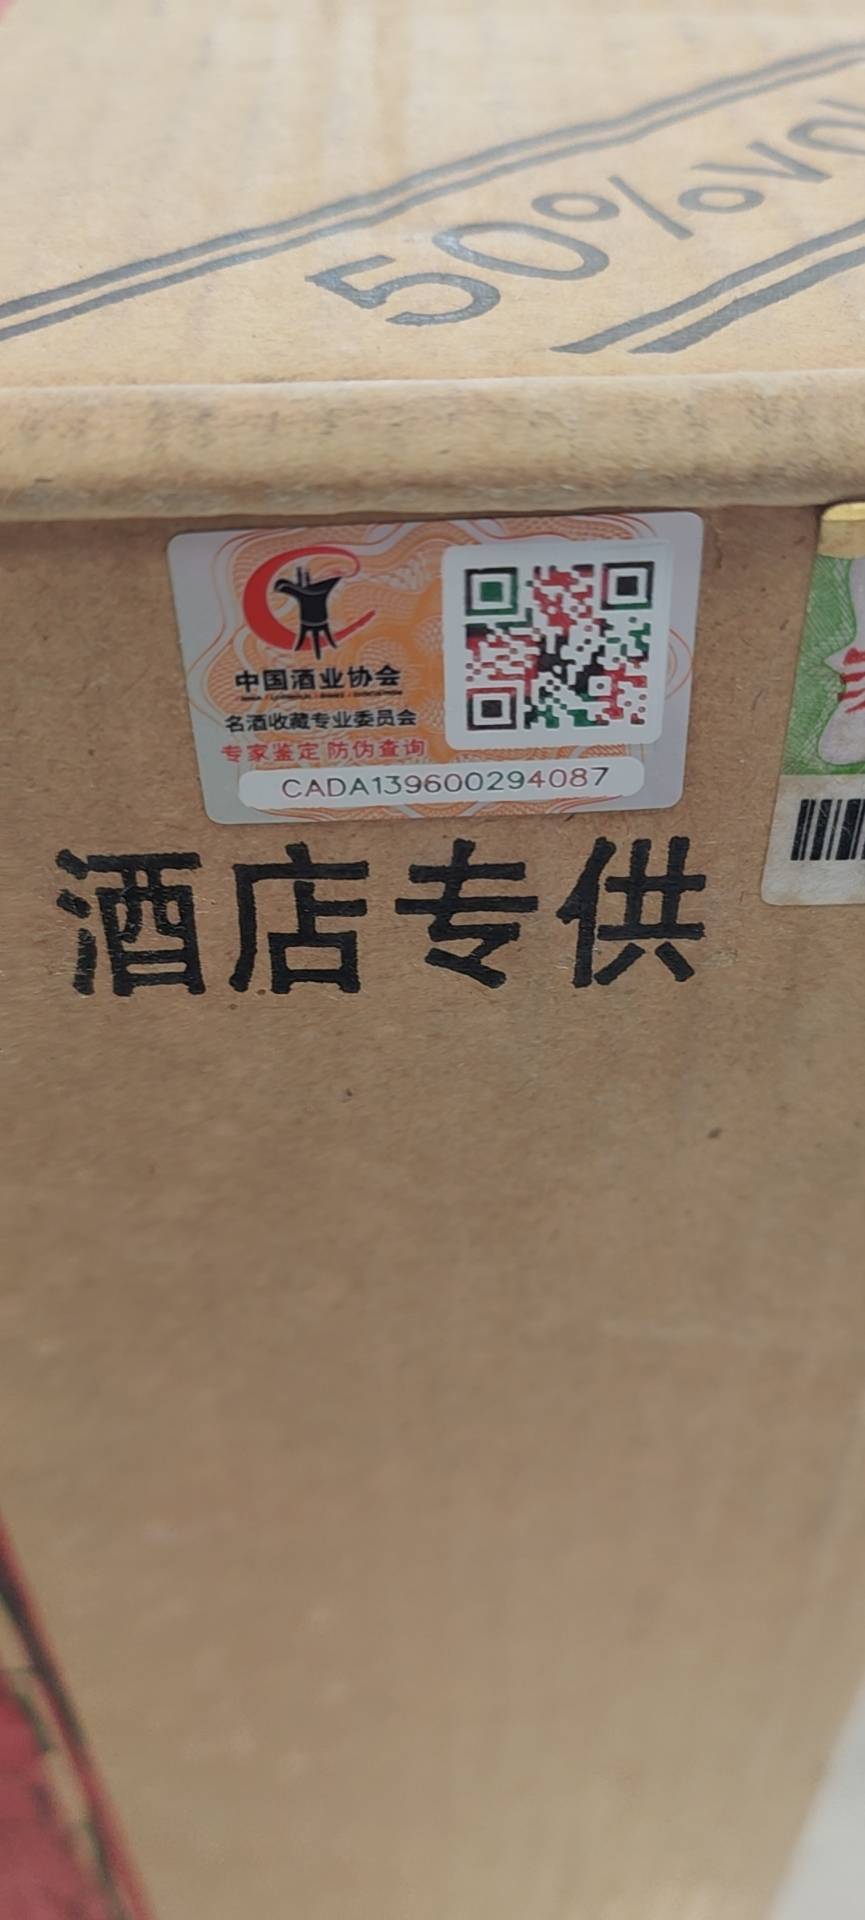 50%vol
中国酒业协会
名酒收藏专业委员会
专家鉴定 防伪查询
CADA139600294087
酒店专供